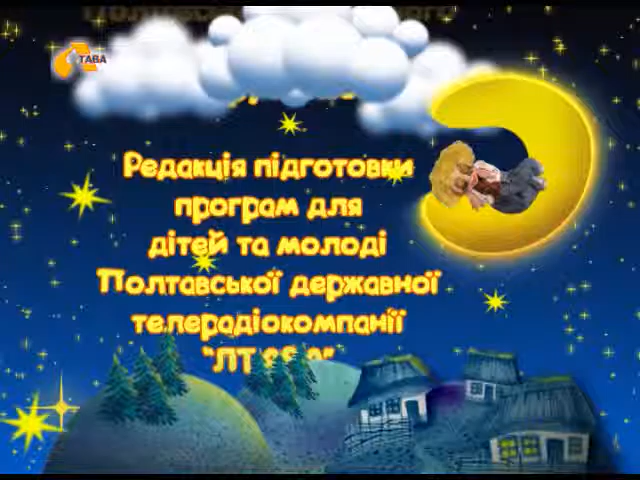 ТАВА
Редакція підготовки
програм для
дітей та молоді
Полтавської державної
телерадіокомпанії